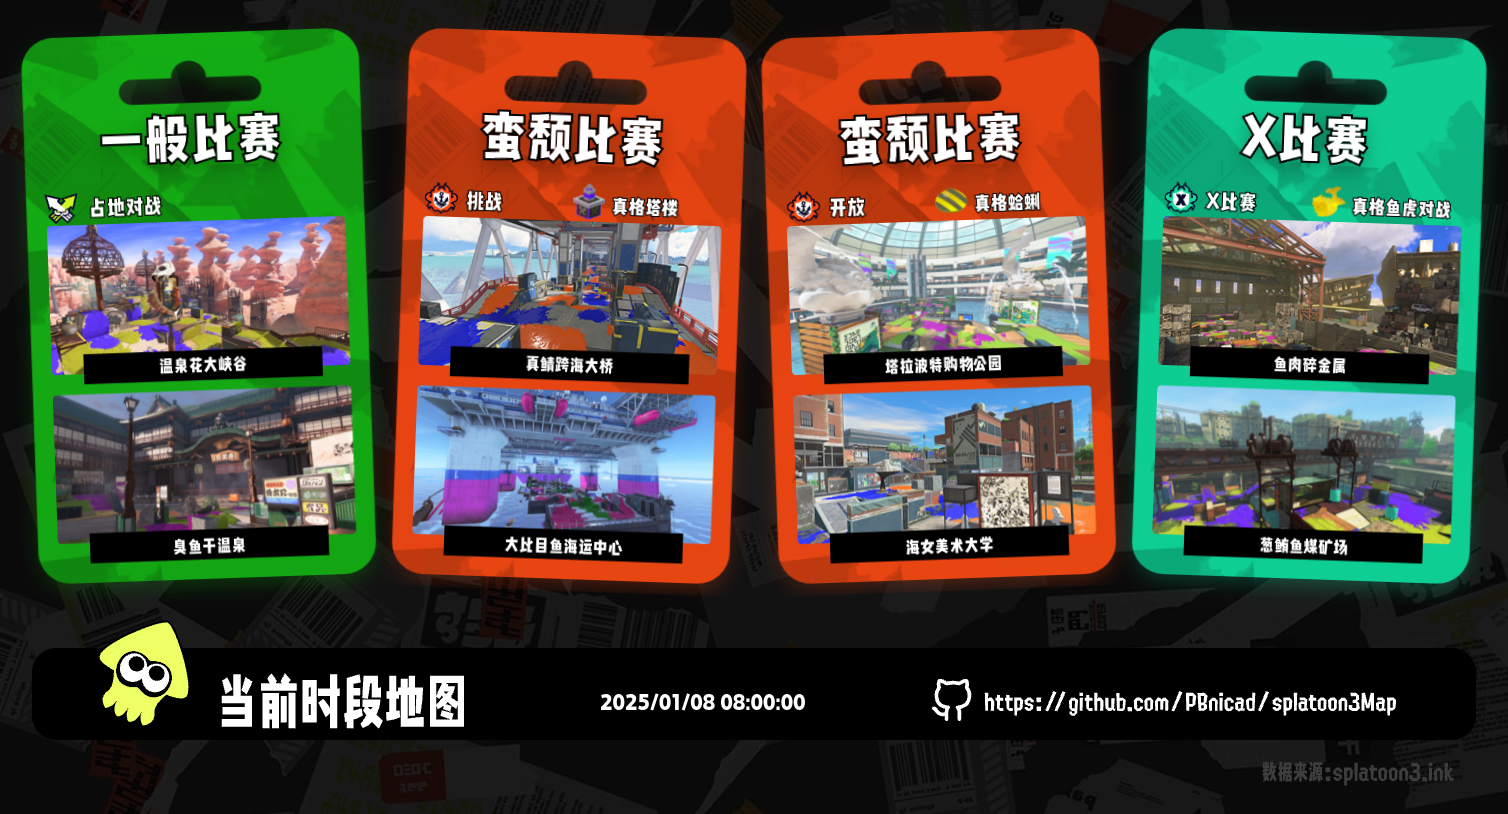 一般比赛
占地对战
温泉花大峡谷
臭鱼干温泉
蛮颓比赛
挑战
真格塔楼
真鲭跨海大桥
大比目鱼海运中心
蛮颓比赛
开放
真格蛤蜊
塔拉波特购物公园
海女美术大学
X比赛
X比赛
真格鱼虎对战
鱼肉碎金属
葱鲔鱼煤矿场
当前时段地图
2025/01/08 08:00:00
https://github.com/PBnicad/splatoon3Map
数据来源:splatoon3.ink